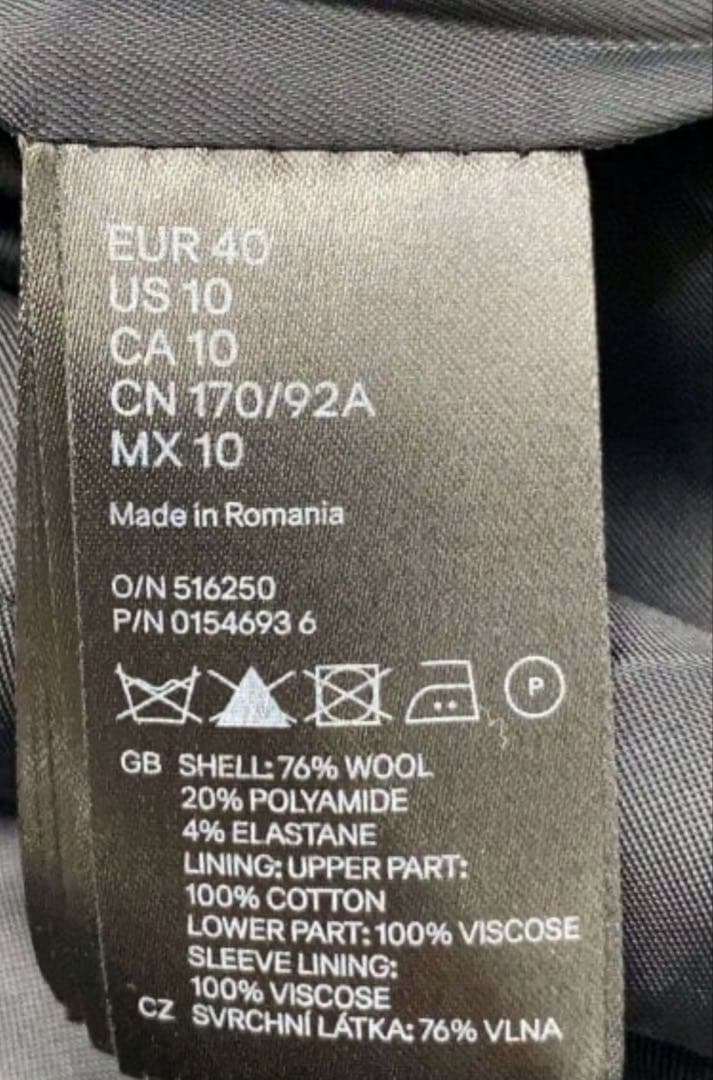 EUR 40
US 10
CA 10
CN 170/92A
MX 10
Made in Romania
O/N 516250
P/N 0154693 6
P
GB SHELL: 76% WOOL
20% POLYAMIDE
4% ELASTANE
LINING: UPPER PART:
100% COTTON
LOWER PART: 100% VISCOSE
SLEEVE LINING:
100% VISCOSE
CZ SVRCHNÍ LÁTKA: 76% VLNA